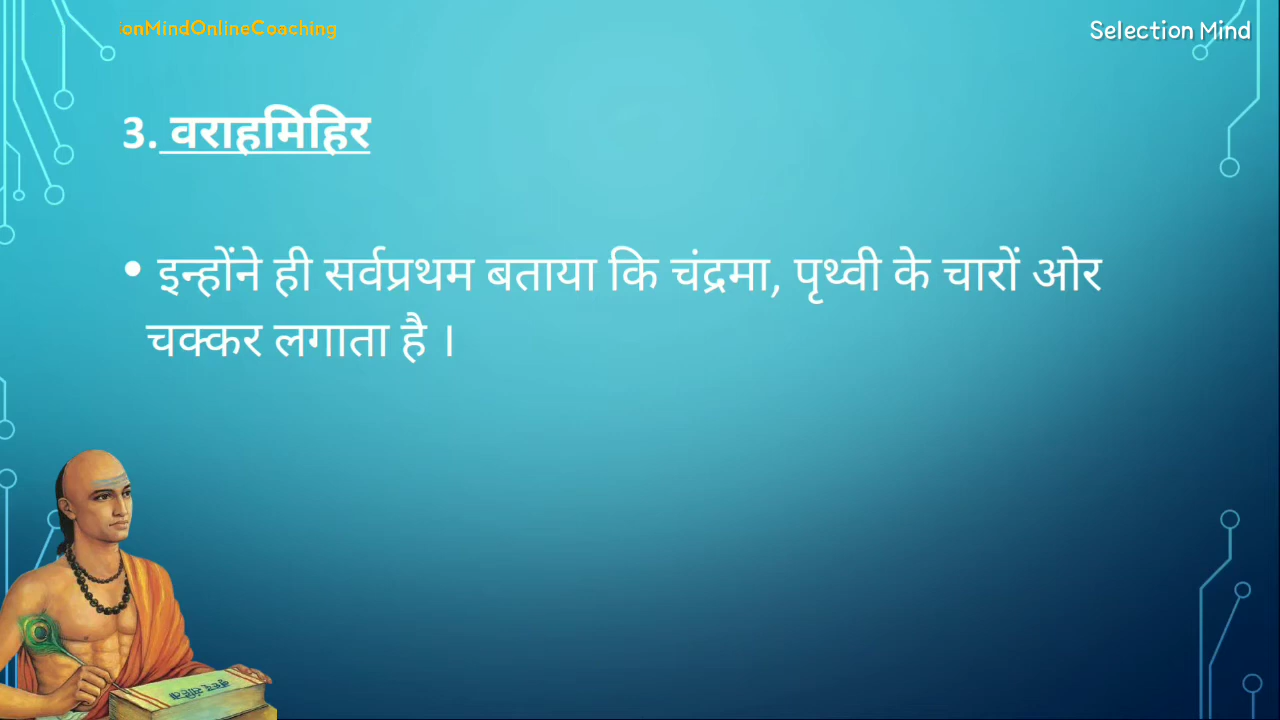 onMindOnlineCoaching
Selection Mind
3. वराहमिहिर
• इन्होंने ही सर्वप्रथम बताया कि चंद्रमा, पृथ्वी के चारों ओर
चक्कर लगाता है ।